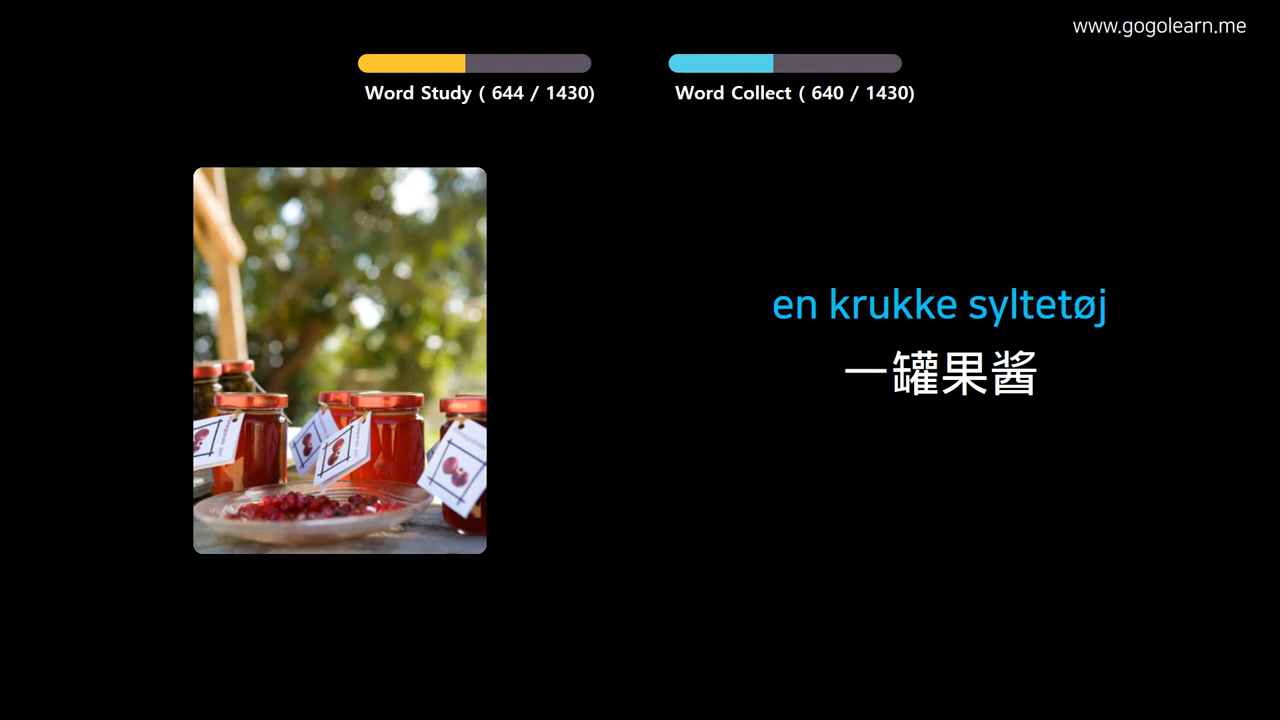 www.gogolearn.me
Word Study ( 644 / 1430)
Word Collect ( 640 / 1430)
en krukke syltetøj
一罐果酱